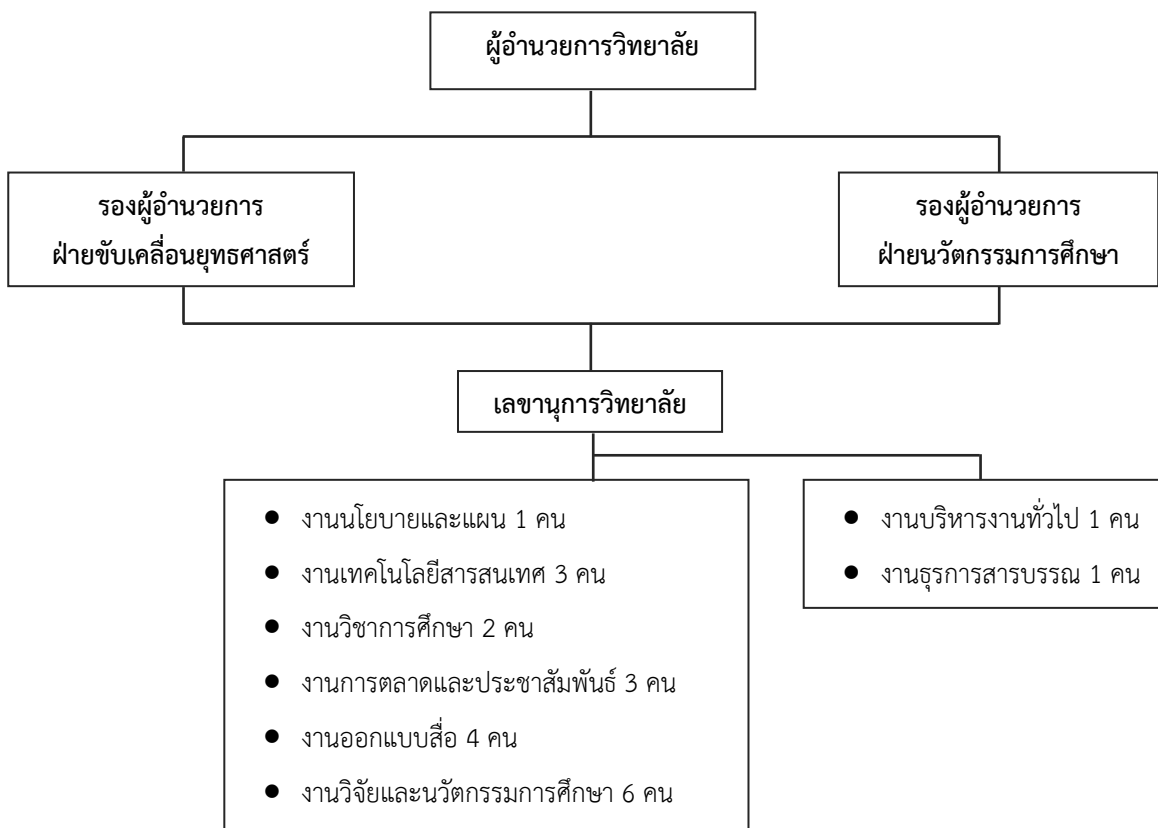 ผู้อำนวยการวิทยาลัย
รองผู้อำนวยการ
ฝ่ายขับเคลื่อนยุทธศาสตร์
รองผู้อำนวยการ
ฝ่ายนวัตกรรมการศึกษา
เลขานุการวิทยาลัย
● งานนโยบายและแผน 1 คน
● งานเทคโนโลยีสารสนเทศ 3 คน
● งานวิชาการศึกษา 2 คน
● งานการตลาดและประชาสัมพันธ์ 3 คน
● งานออกแบบสื่อ 4 คน
● งานวิจัยและนวัตกรรมการศึกษา 6 คน
● งานบริหารงานทั่วไป 1 คน
● งานธุรการสารบรรณ 1 คน